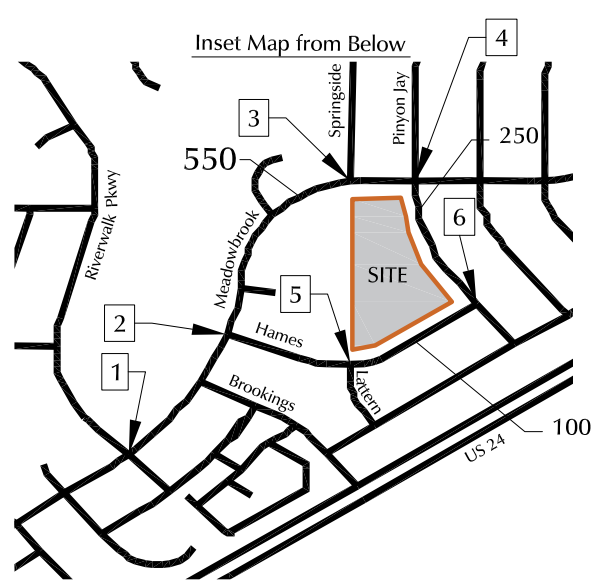 Inset Map from Below
4
Springside
Pinyon Jay
3
250
550
Riverwalk Pkwy
6
Meadowbrook
SITE
5
2
Hames
1
Lattern
Brookings
100
US 24